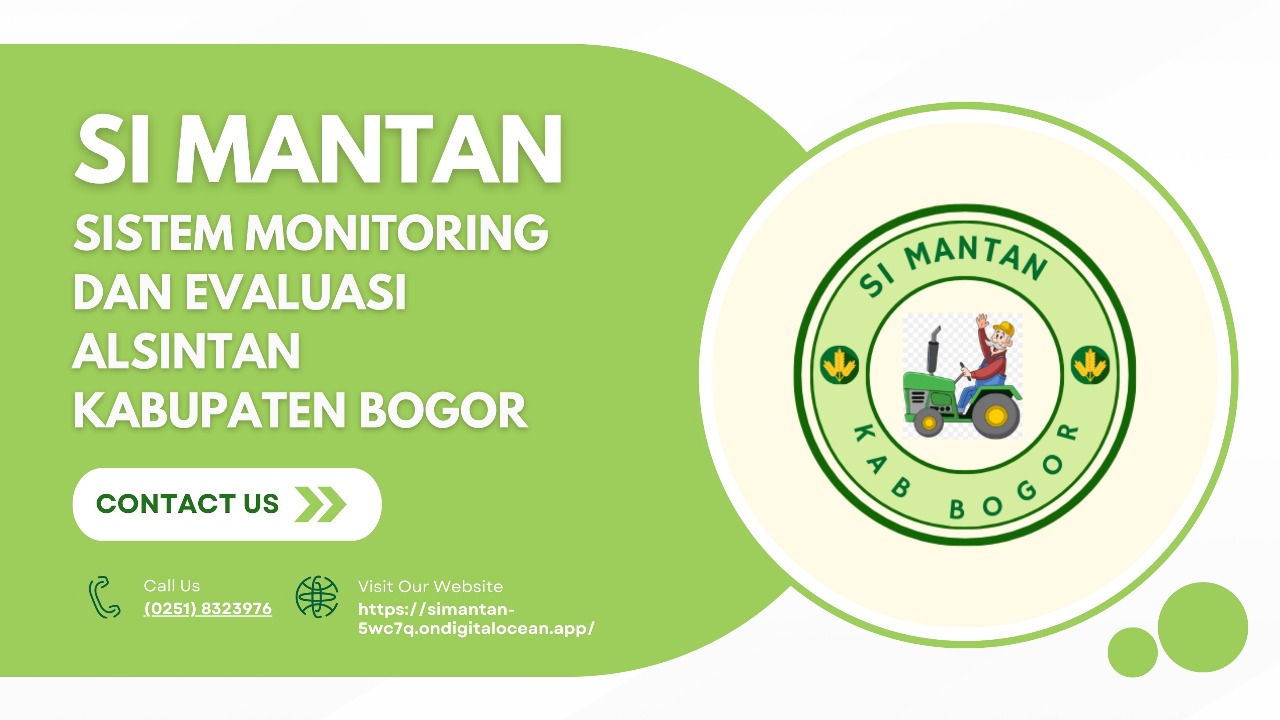 SI MANTAN
SISTEM MONITORING
DAN EVALUASI
ALSINTAN
KABUPATEN BOGOR
CONTACT US
Call Us
(0251) 8323976
Visit Our Website
https://simantan-
5wc7q.ondigitalocean.app/
SI MANTAN
KAB BOGOR